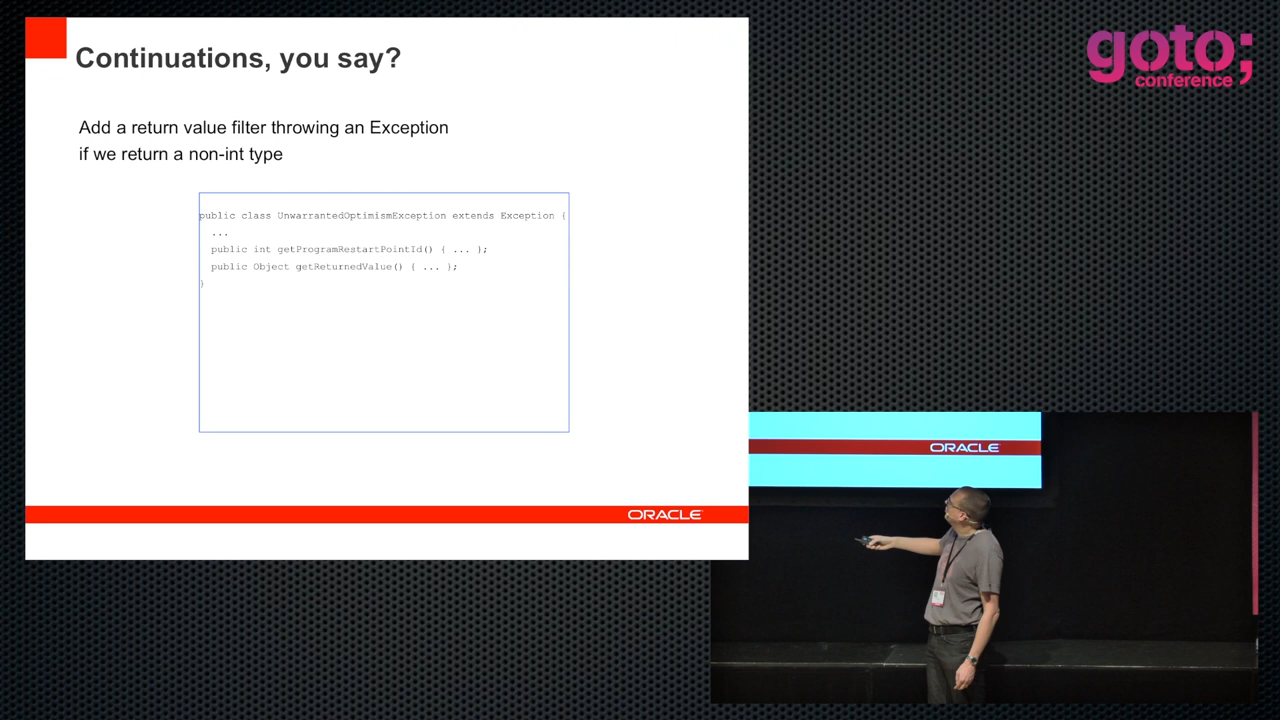 Continuations, you say?
Add a return value filter throwing an Exception
if we return a non-int type
public class UnwarrantedOptimismException extends Exception {
...
public int getProgramRestartPointId() { ... };
public Object getReturnedValue() { ... };
}
ORACLE
goto;
conference
ORACLE